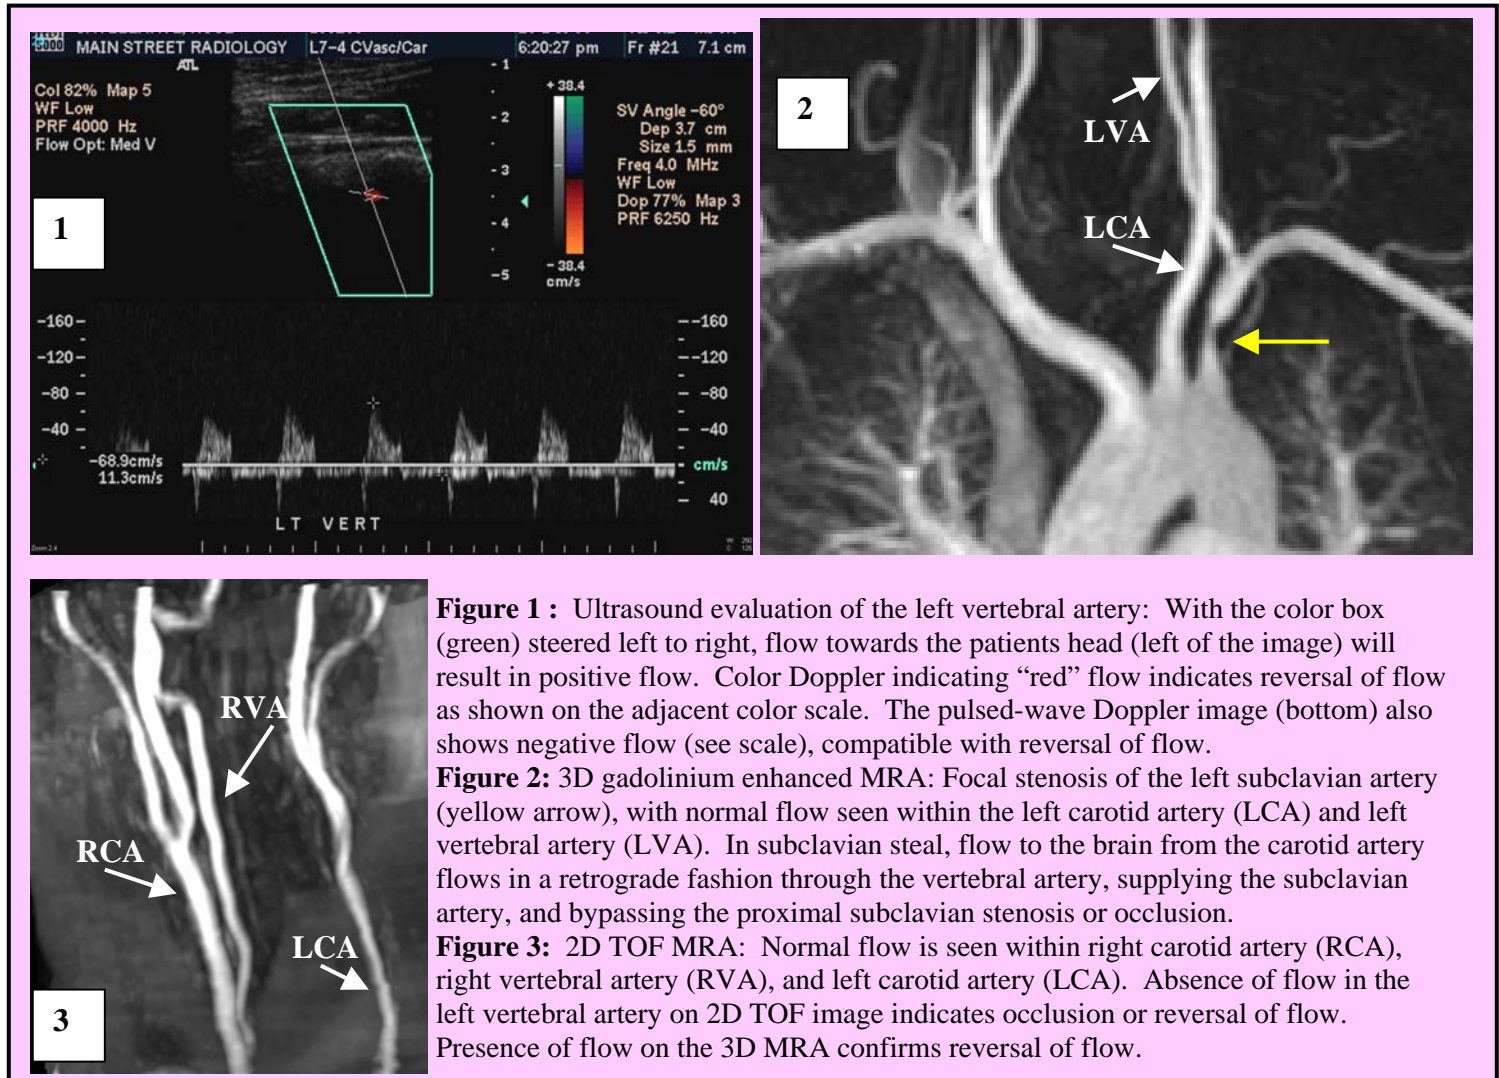 MAIN STREET RADIOLOGY L7-4 CVasc/Car 6:20:27 pm Fr #21 7.1 cm
ATL
Col 82% Map 5
WF Low
PRF 4000 Hz
Flow Opt: Med V
- 1
- 2
- 3
- 4
-5
+ 38.4
- 38.4
cm/s
SV Angle -60°
Dep 3.7 cm
Size 1.5 mm
Freq 4.0 MHz
WF Low
Dop 77% Map 3
PRF 6250 Hz
1
-160 - --160
-120- - -120
-80 - - -80
-40 - - -40
-68.9cm/s
11.3cm/s
cm/s
- 40
LT VERT
2
LVA
LCA
RVA
RCA
LCA
3
Figure 1 : Ultrasound evaluation of the left vertebral artery: With the color box
(green) steered left to right, flow towards the patients head (left of the image) will
result in positive flow. Color Doppler indicating “red” flow indicates reversal of flow
as shown on the adjacent color scale. The pulsed-wave Doppler image (bottom) also
shows negative flow (see scale), compatible with reversal of flow.
Figure 2: 3D gadolinium enhanced MRA: Focal stenosis of the left subclavian artery
(yellow arrow), with normal flow seen within the left carotid artery (LCA) and left
vertebral artery (LVA). In subclavian steal, flow to the brain from the carotid artery
flows in a retrograde fashion through the vertebral artery, supplying the subclavian
artery, and bypassing the proximal subclavian stenosis or occlusion.
Figure 3: 2D TOF MRA: Normal flow is seen within right carotid artery (RCA),
right vertebral artery (RVA), and left carotid artery (LCA). Absence of flow in the
left vertebral artery on 2D TOF image indicates occlusion or reversal of flow.
Presence of flow on the 3D MRA confirms reversal of flow.